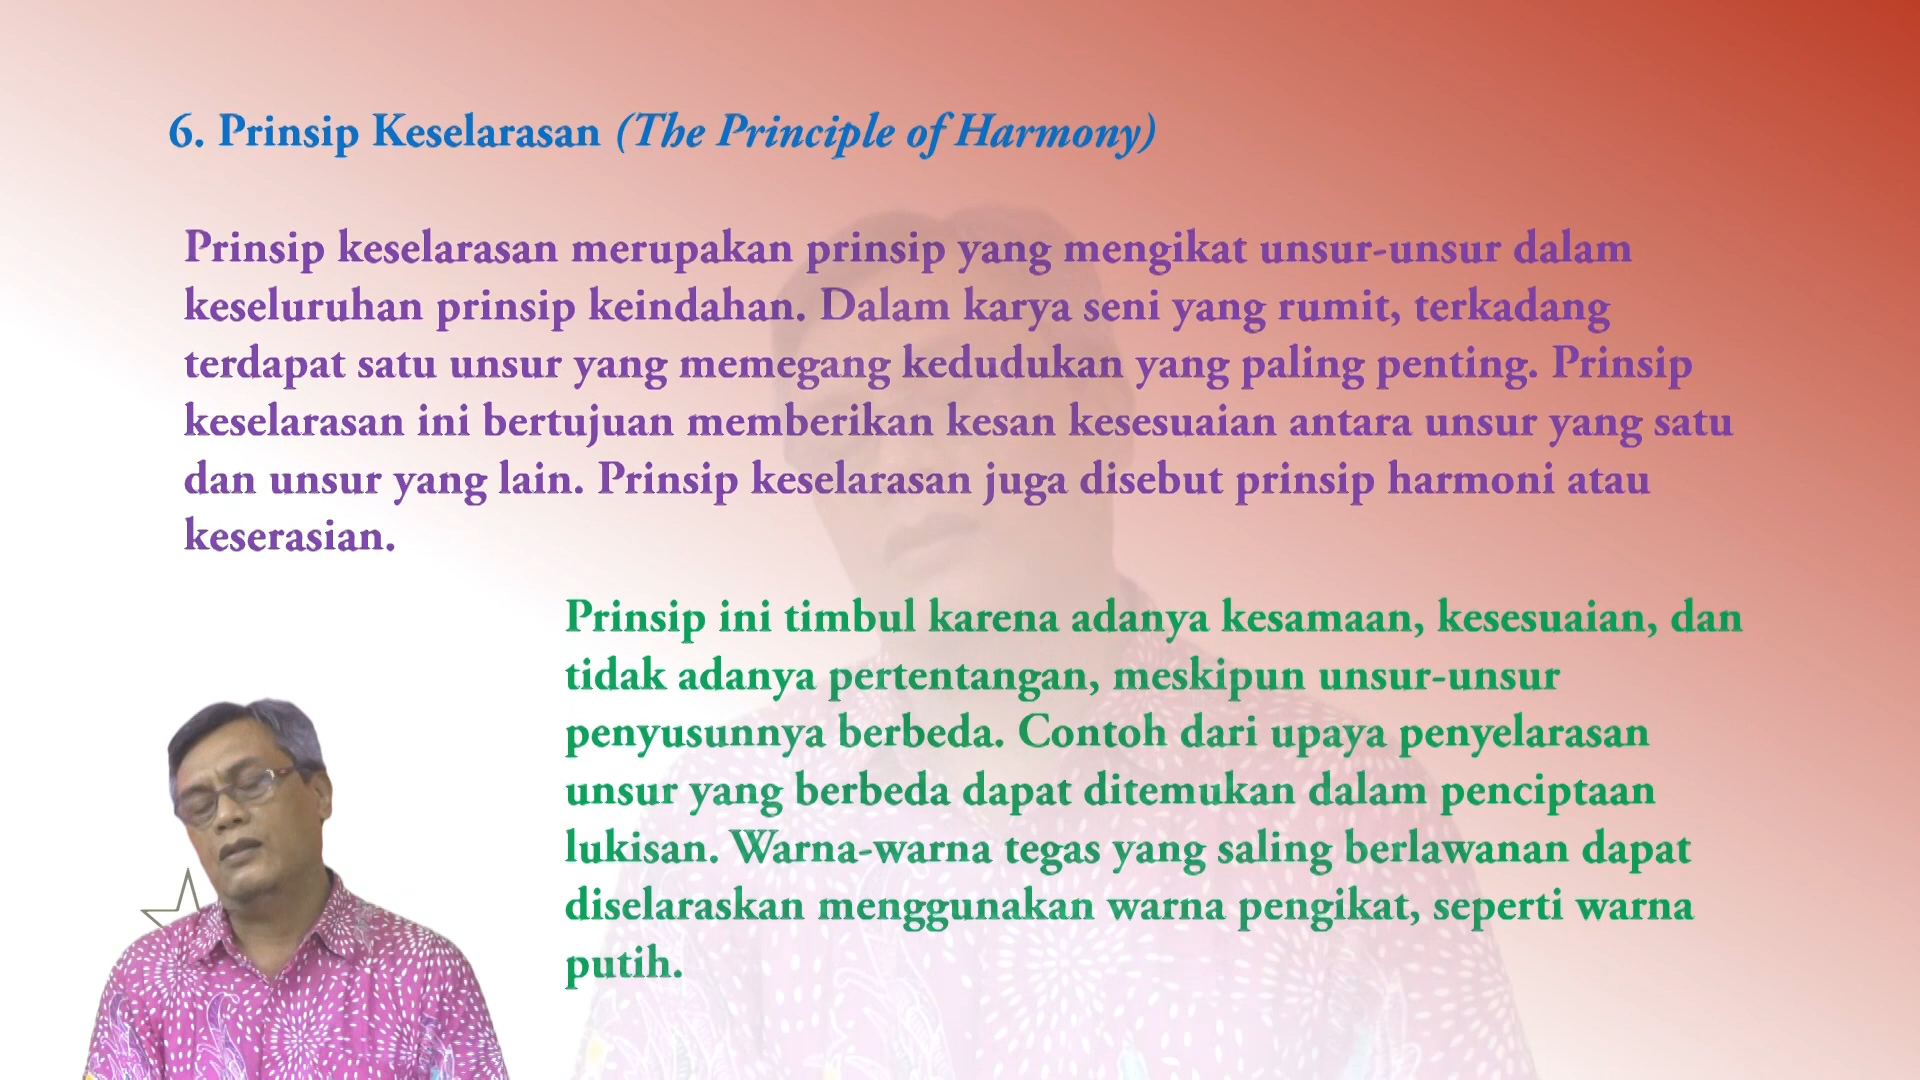 6. Prinsip Keselarasan (The Principle of Harmony)
Prinsip keselarasan merupakan prinsip yang mengikat unsur-unsur dalam
keseluruhan prinsip keindahan. Dalam karya seni yang rumit, terkadang
terdapat satu unsur yang memegang kedudukan yang paling penting. Prinsip
keselarasan ini bertujuan memberikan kesan kesesuaian antara unsur yang satu
dan unsur yang lain. Prinsip keselarasan juga disebut prinsip harmoni atau
keserasian.
Prinsip ini timbul karena adanya kesamaan, kesesuaian, dan
tidak adanya pertentangan, meskipun unsur-unsur
penyusunnya berbeda. Contoh dari upaya penyelarasan
unsur yang berbeda dapat ditemukan dalam penciptaan
lukisan. Warna-warna tegas yang saling berlawanan dapat
diselaraskan menggunakan warna pengikat, seperti warna
putih.